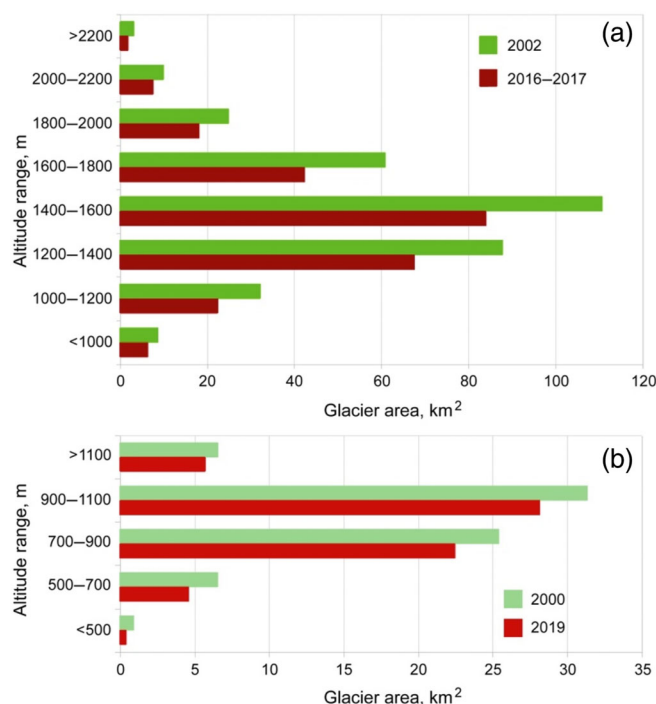 (a)
2002
2016–2017
Altitude range, m
>2200
2000–2200
1800–2000
1600–1800
1400–1600
1200–1400
1000–1200
<1000
0 20 40 60 80 100 120
Glacier area, km²
(b)
2000
2019
Altitude range, m
>1100
900–1100
700–900
500–700
<500
0 5 10 15 20 25 30 35
Glacier area, km²